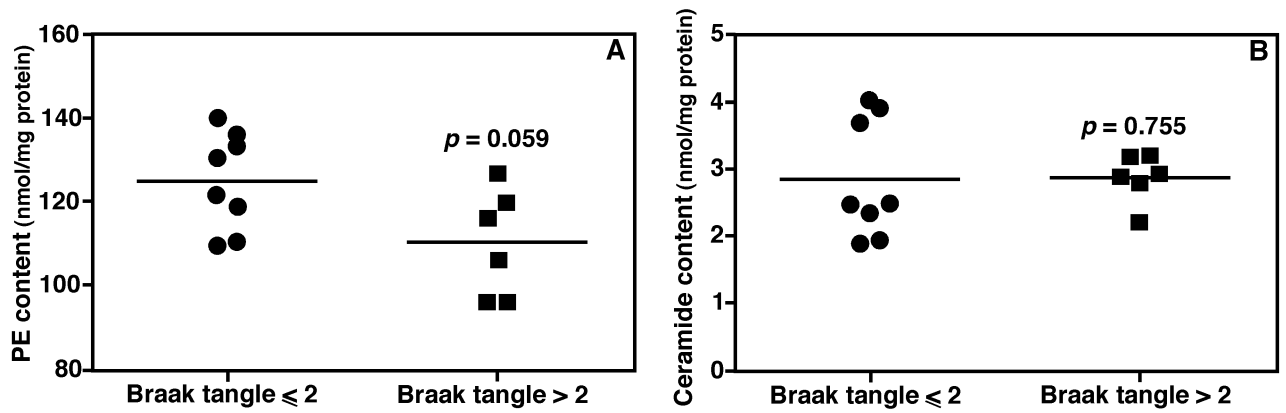 A
PE content (nmol/mg protein)
160
140
120
100
80
p = 0.059
Braak tangle ⩽ 2
Braak tangle > 2
B
Ceramide content (nmol/mg protein)
5
4
3
2
1
0
p = 0.755
Braak tangle ⩽ 2
Braak tangle > 2